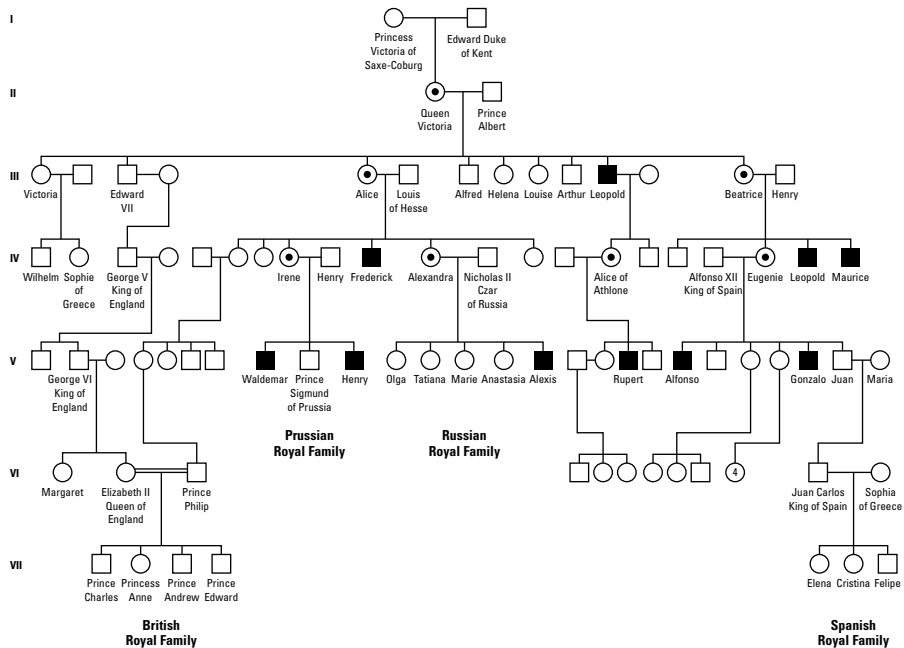 I
Princess
Victoria of
Saxe-Coburg
Edward Duke
of Kent
II
Queen
Victoria
Prince
Albert
III
Victoria
Edward
VII
Alice
Louis
of Hesse
Alfred
Helena
Louise
Arthur
Leopold
Beatrice
Henry
IV
Wilhelm
Sophie
of
Greece
George V
King of
England
Irene
Henry
Frederick
Alexandra
Nicholas II
Czar
of Russia
Alice of
Athlone
Alfonso XII
King of Spain
Eugenie
Leopold
Maurice
V
George VI
King of
England
Waldemar
Prince
Sigmund
of Prussia
Henry
Olga
Tatiana
Marie
Anastasia
Alexis
Rupert
Alfonso
Gonzalo
Juan
Maria
Prussian
Royal Family
Russian
Royal Family
VI
Margaret
Elizabeth II
Queen of
England
Prince
Philip
4
Juan Carlos
King of Spain
Sophia
of Greece
VII
Prince
Charles
Princess
Anne
Prince
Andrew
Prince
Edward
Elena
Cristina
Felipe
British
Royal Family
Spanish
Royal Family